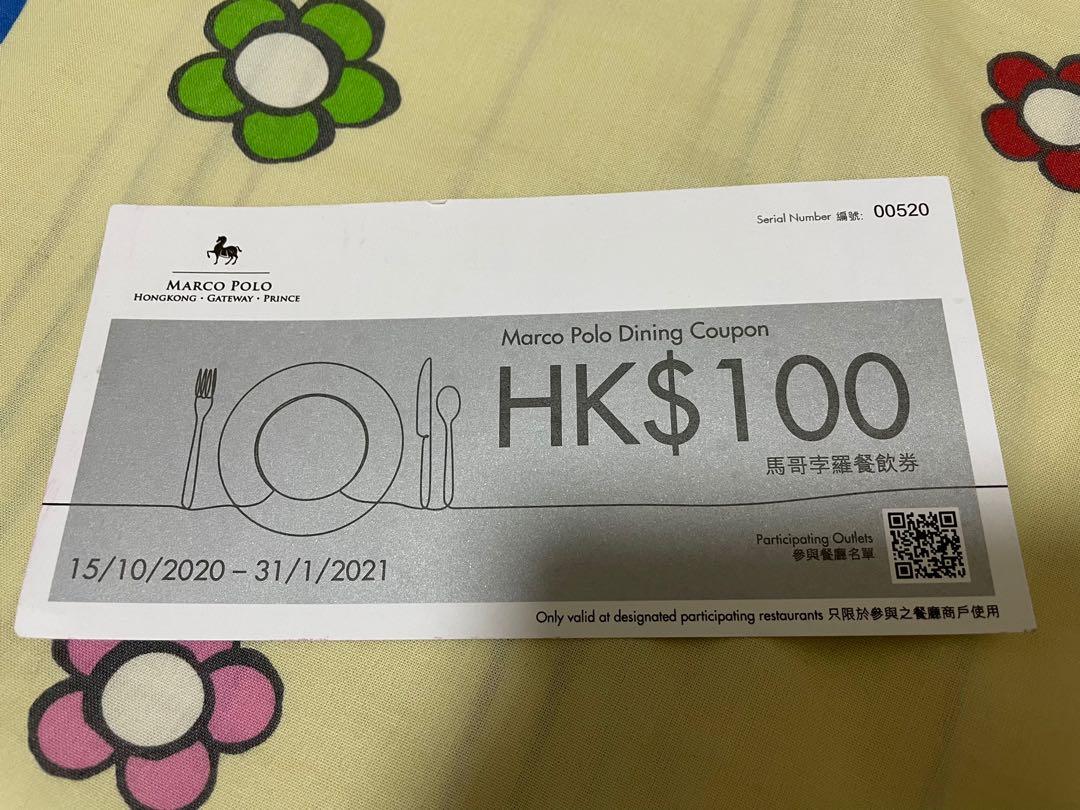 Serial Number 編號: 00520
MARCO POLO
HONGKONG · GATEWAY · PRINCE
Marco Polo Dining Coupon
HK$100
馬哥孛羅餐飲券
Participating Outlets
參與餐廳名單
15/10/2020 – 31/1/2021
Only valid at designated participating restaurants 只限於參與之餐廳商戶使用